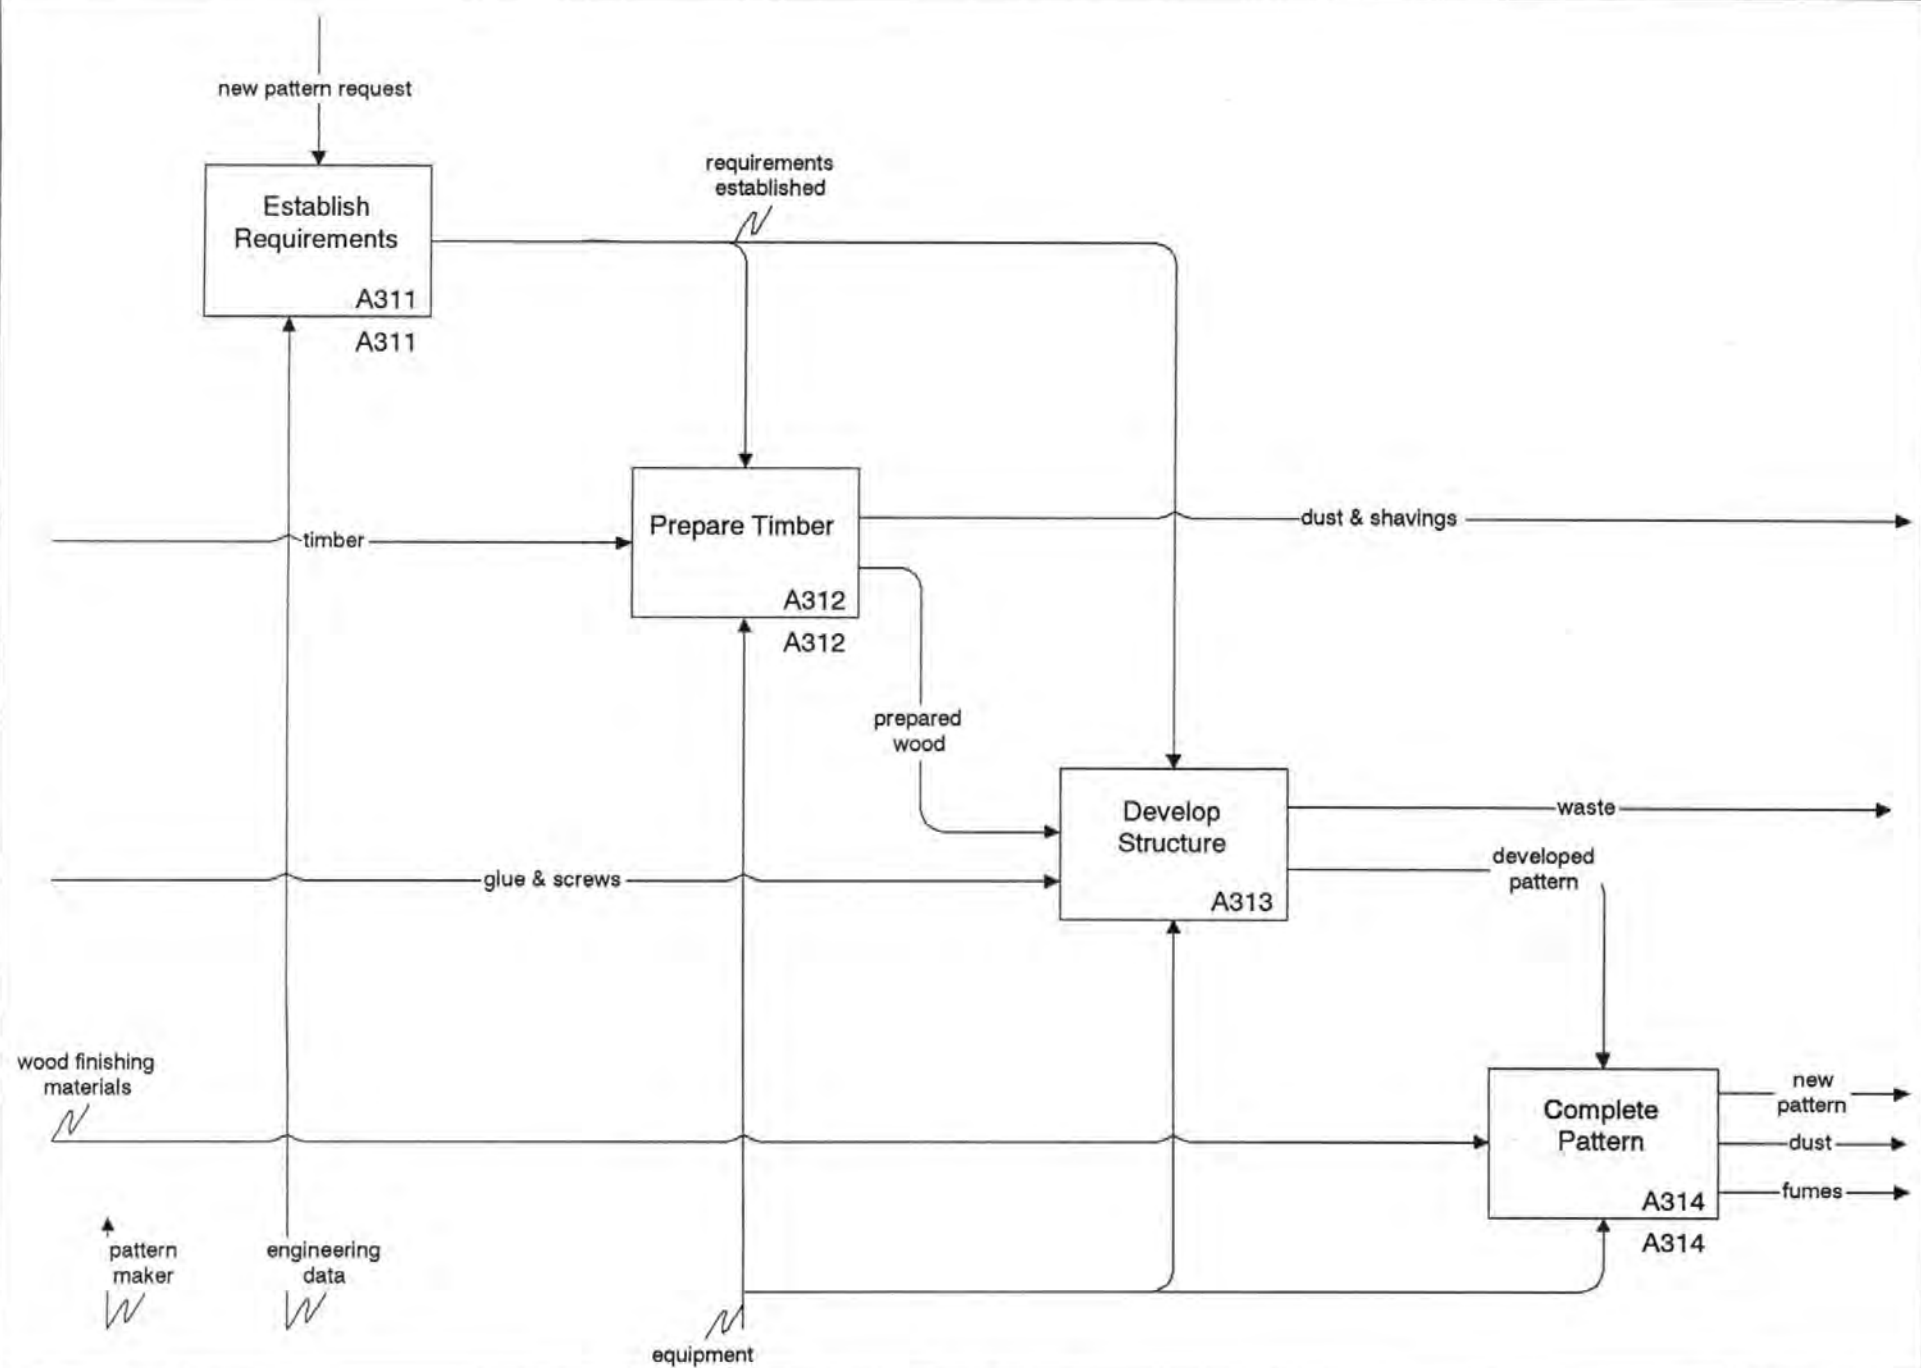 new pattern request
requirements
established
Establish
Requirements
A311
A311
timber
Prepare Timber
A312
A312
dust & shavings
prepared
wood
glue & screws
Develop
Structure
A313
waste
developed
pattern
wood finishing
materials
Complete
Pattern
A314
A314
new
pattern
dust
fumes
pattern
maker
engineering
data
equipment